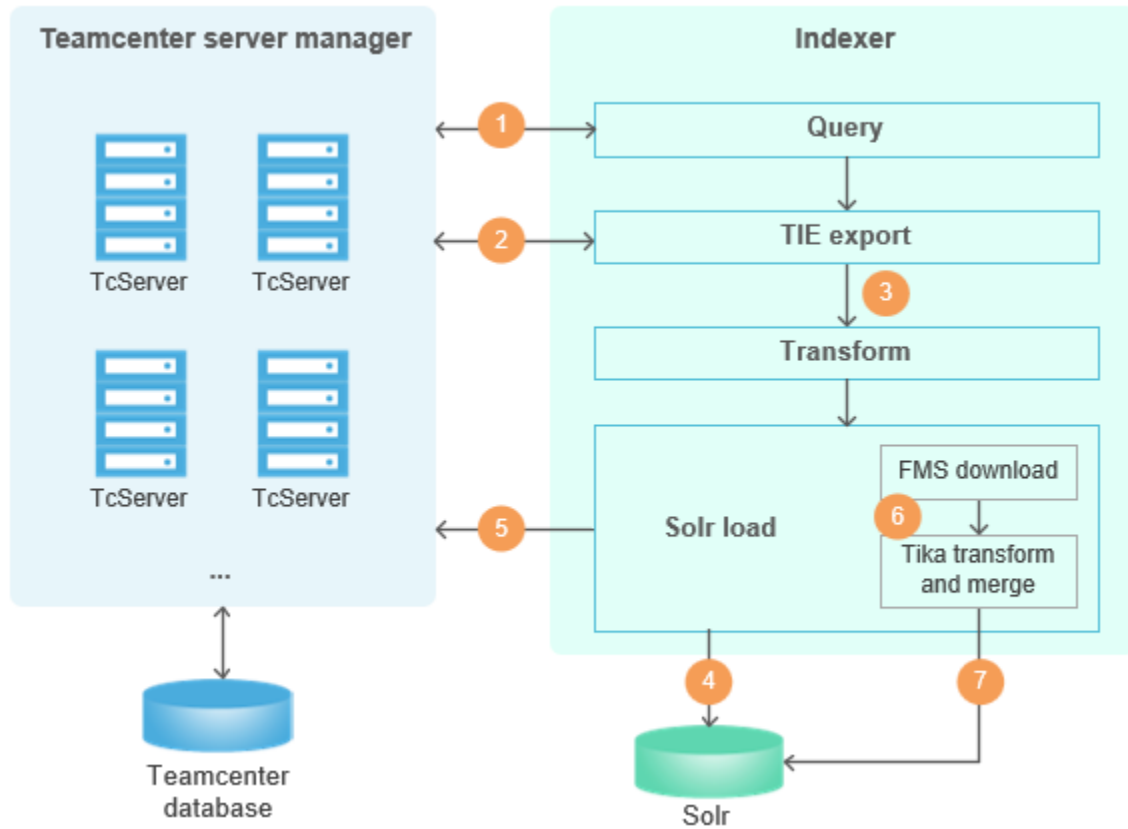 Teamcenter server manager
TcServer
TcServer
TcServer
TcServer
...
Teamcenter
database
1
2
5
Indexer
Query
TIE export
3
Transform
Solr load
FMS download
6
Tika transform
and merge
4
7
Solr